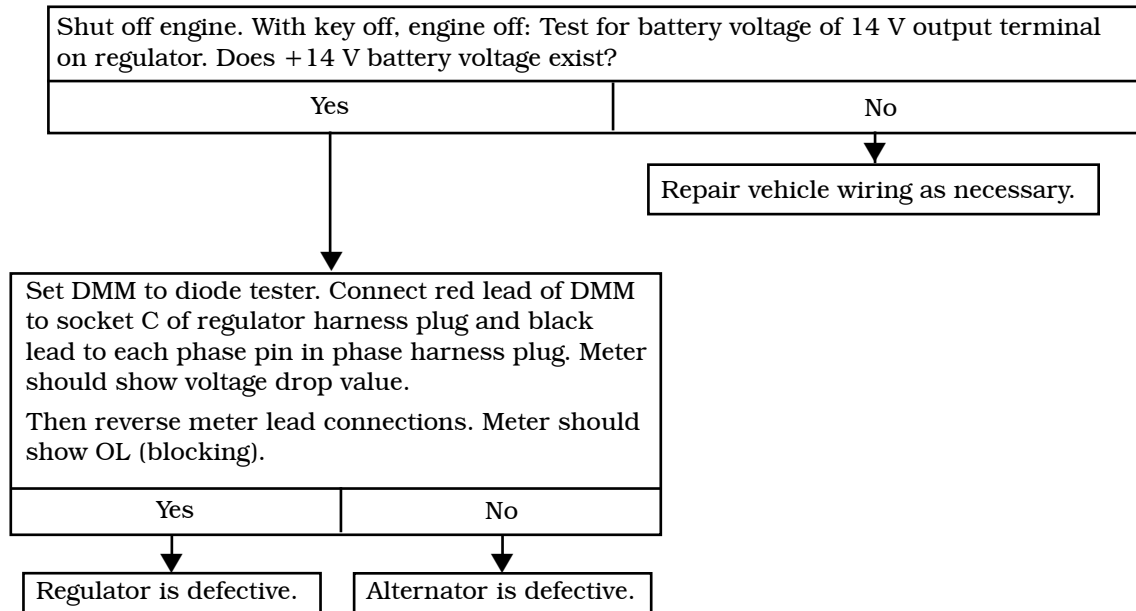 Shut off engine. With key off, engine off: Test for battery voltage of 14 V output terminal
on regulator. Does +14 V battery voltage exist?
Yes
No
Repair vehicle wiring as necessary.
Set DMM to diode tester. Connect red lead of DMM
to socket C of regulator harness plug and black
lead to each phase pin in phase harness plug. Meter
should show voltage drop value.
Then reverse meter lead connections. Meter should
show OL (blocking).
Yes
No
Regulator is defective.
Alternator is defective.